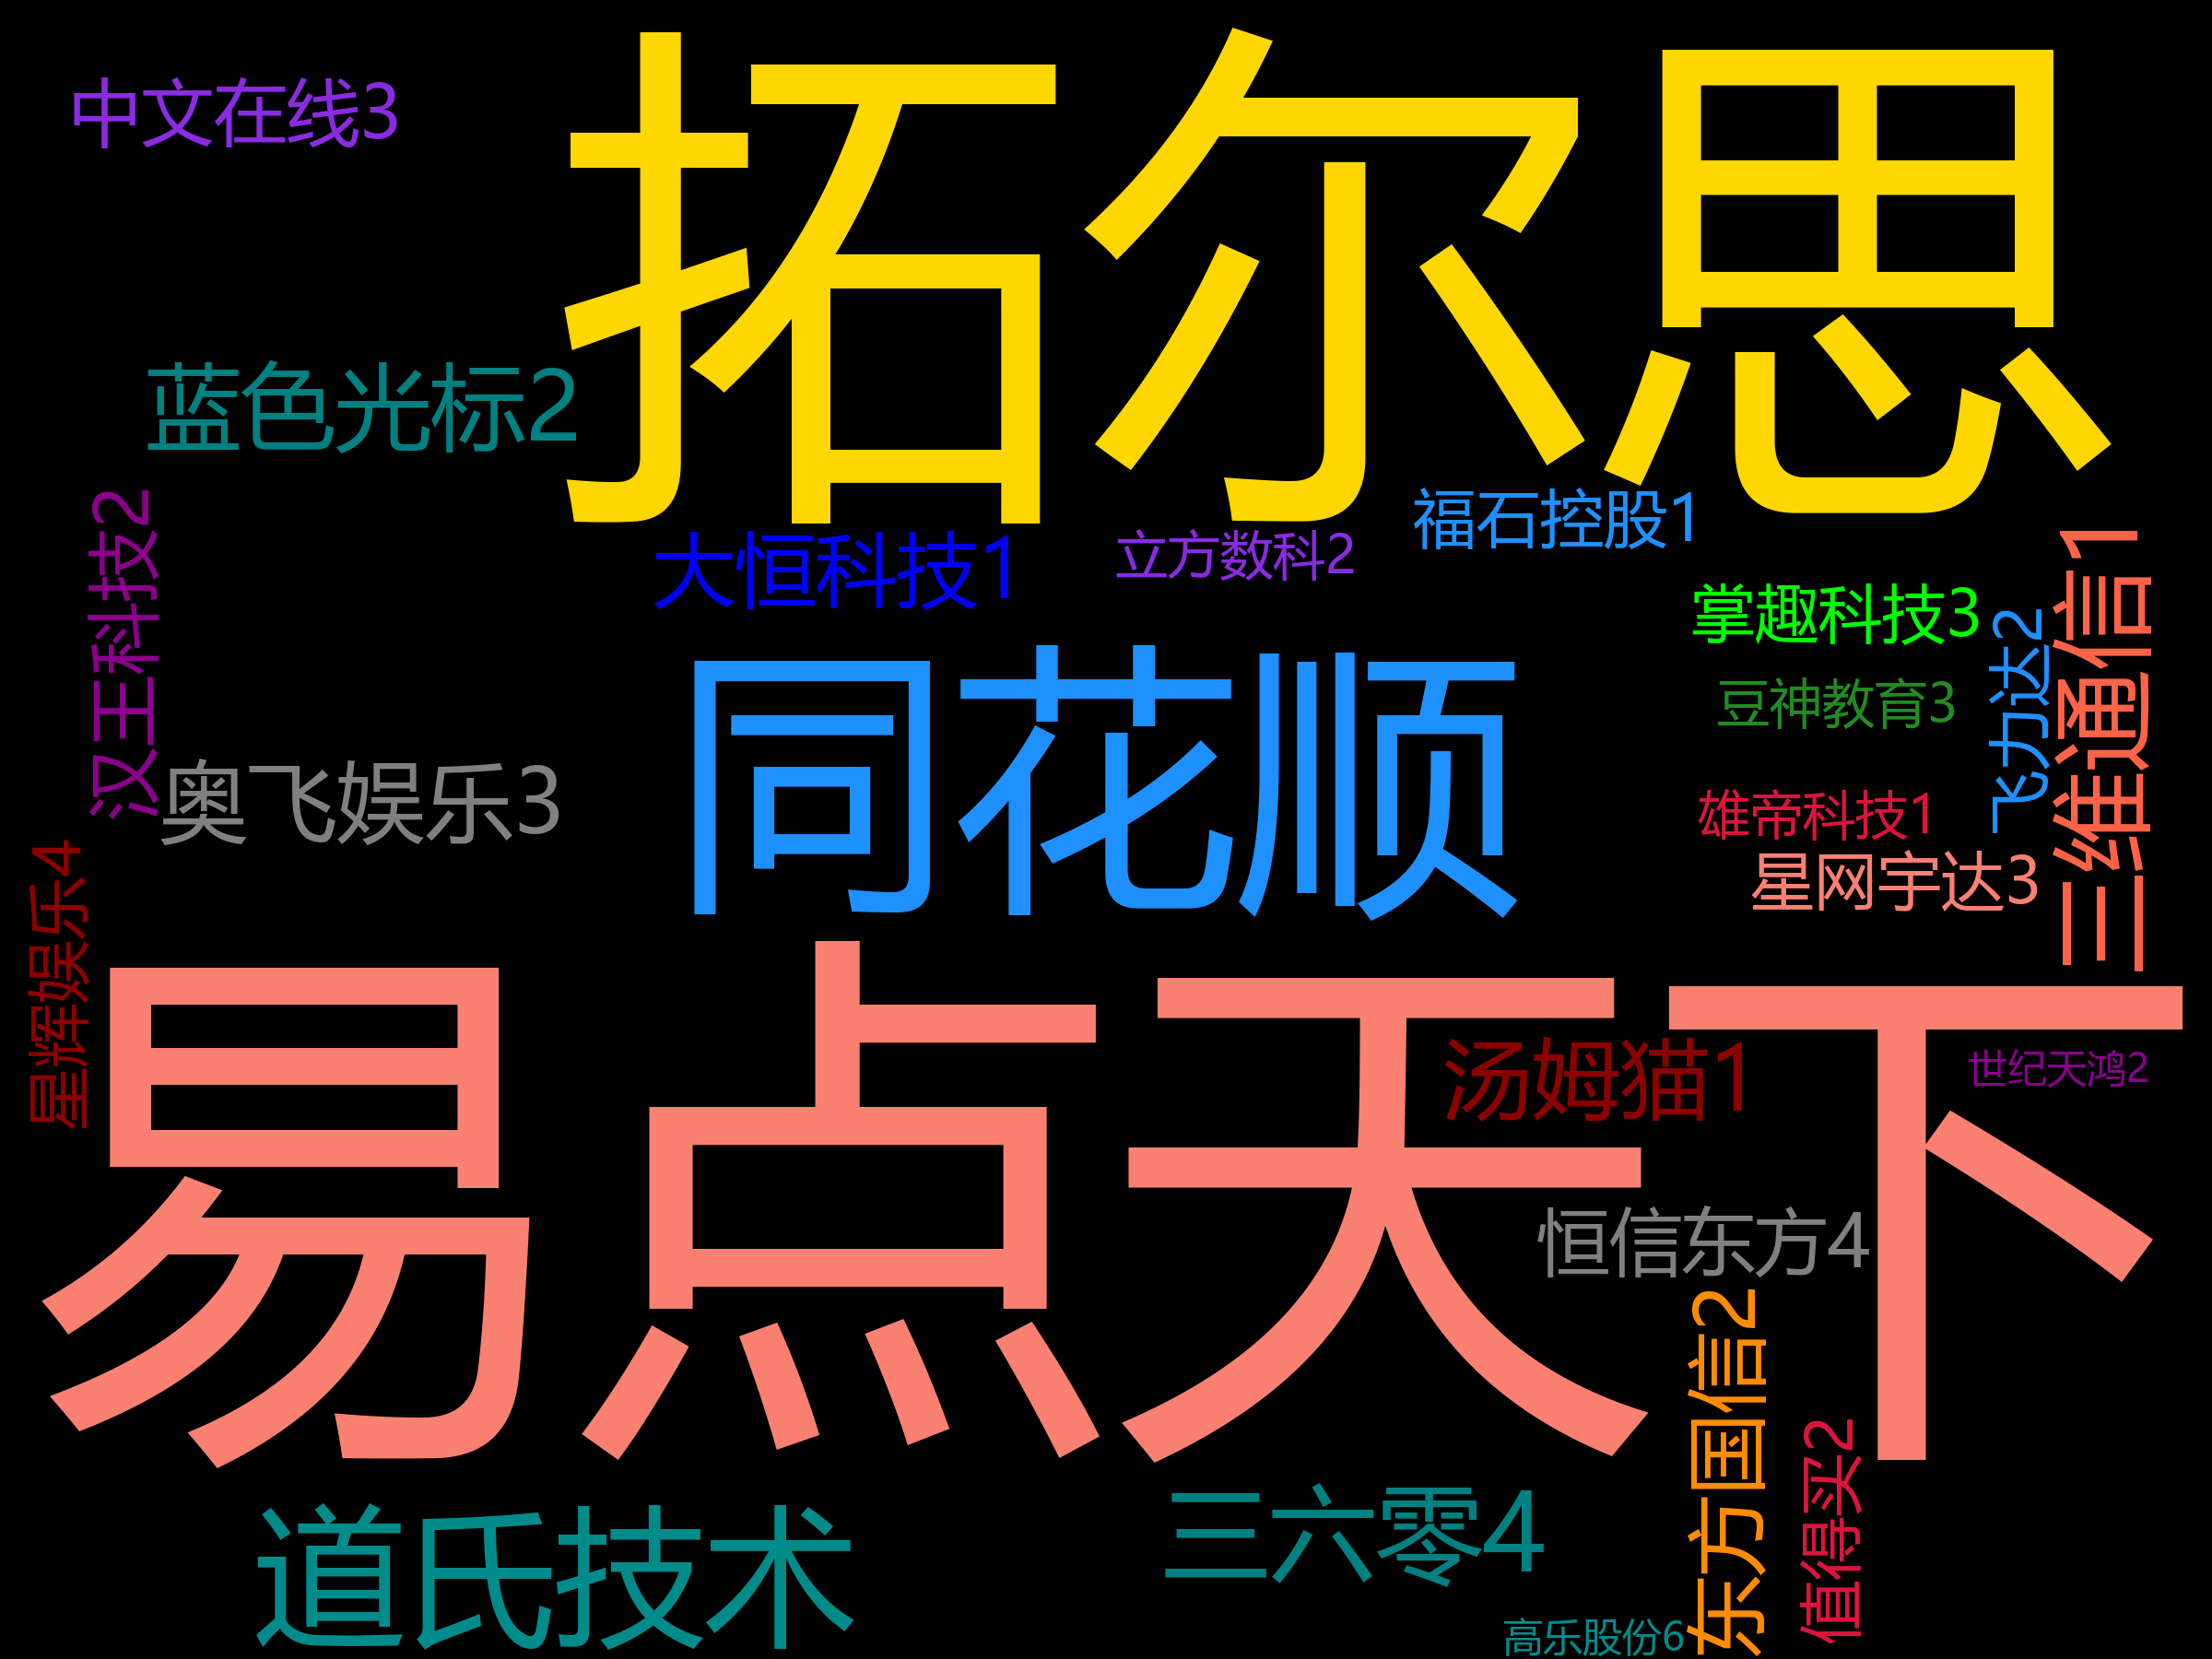 中文在线3
拓尔思
蓝色光标2
汉王科技2
大恒科技1
立方数科2
福石控股1
掌趣科技3
豆神教育3
飞力达2
三维通信1
同花顺
奥飞娱乐3
雄帝科技1
星网宇达3
星辉娱乐4
易点天下
汤姆猫1
世纪天鸿2
恒信东方4
东方国信2
值得买2
道氏技术
三六零4
高乐股份6